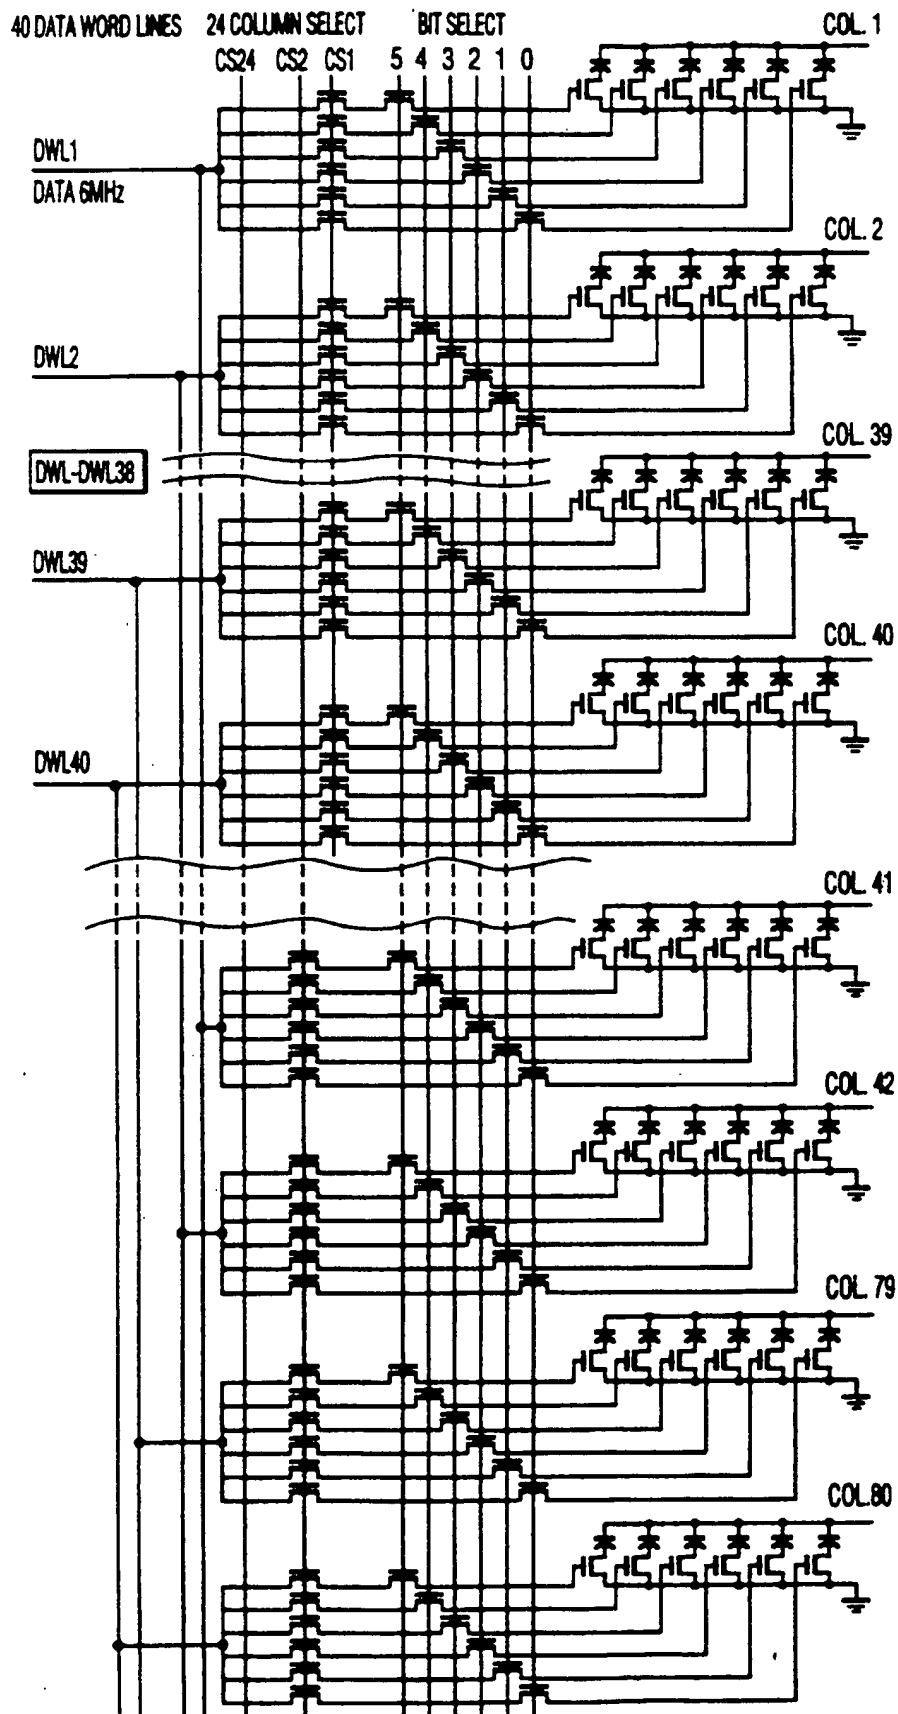 40 DATA WORD LINES 24 COLUMN SELECT BIT SELECT COL. 1
CS24 CS2 CS1 5 4 3 2 1 0
DWL1
DATA 6MHz
COL. 2
DWL2
COL. 39
DWL-DWL38
DWL39
COL. 40
DWL40
COL. 41
COL. 42
COL. 79
COL.80